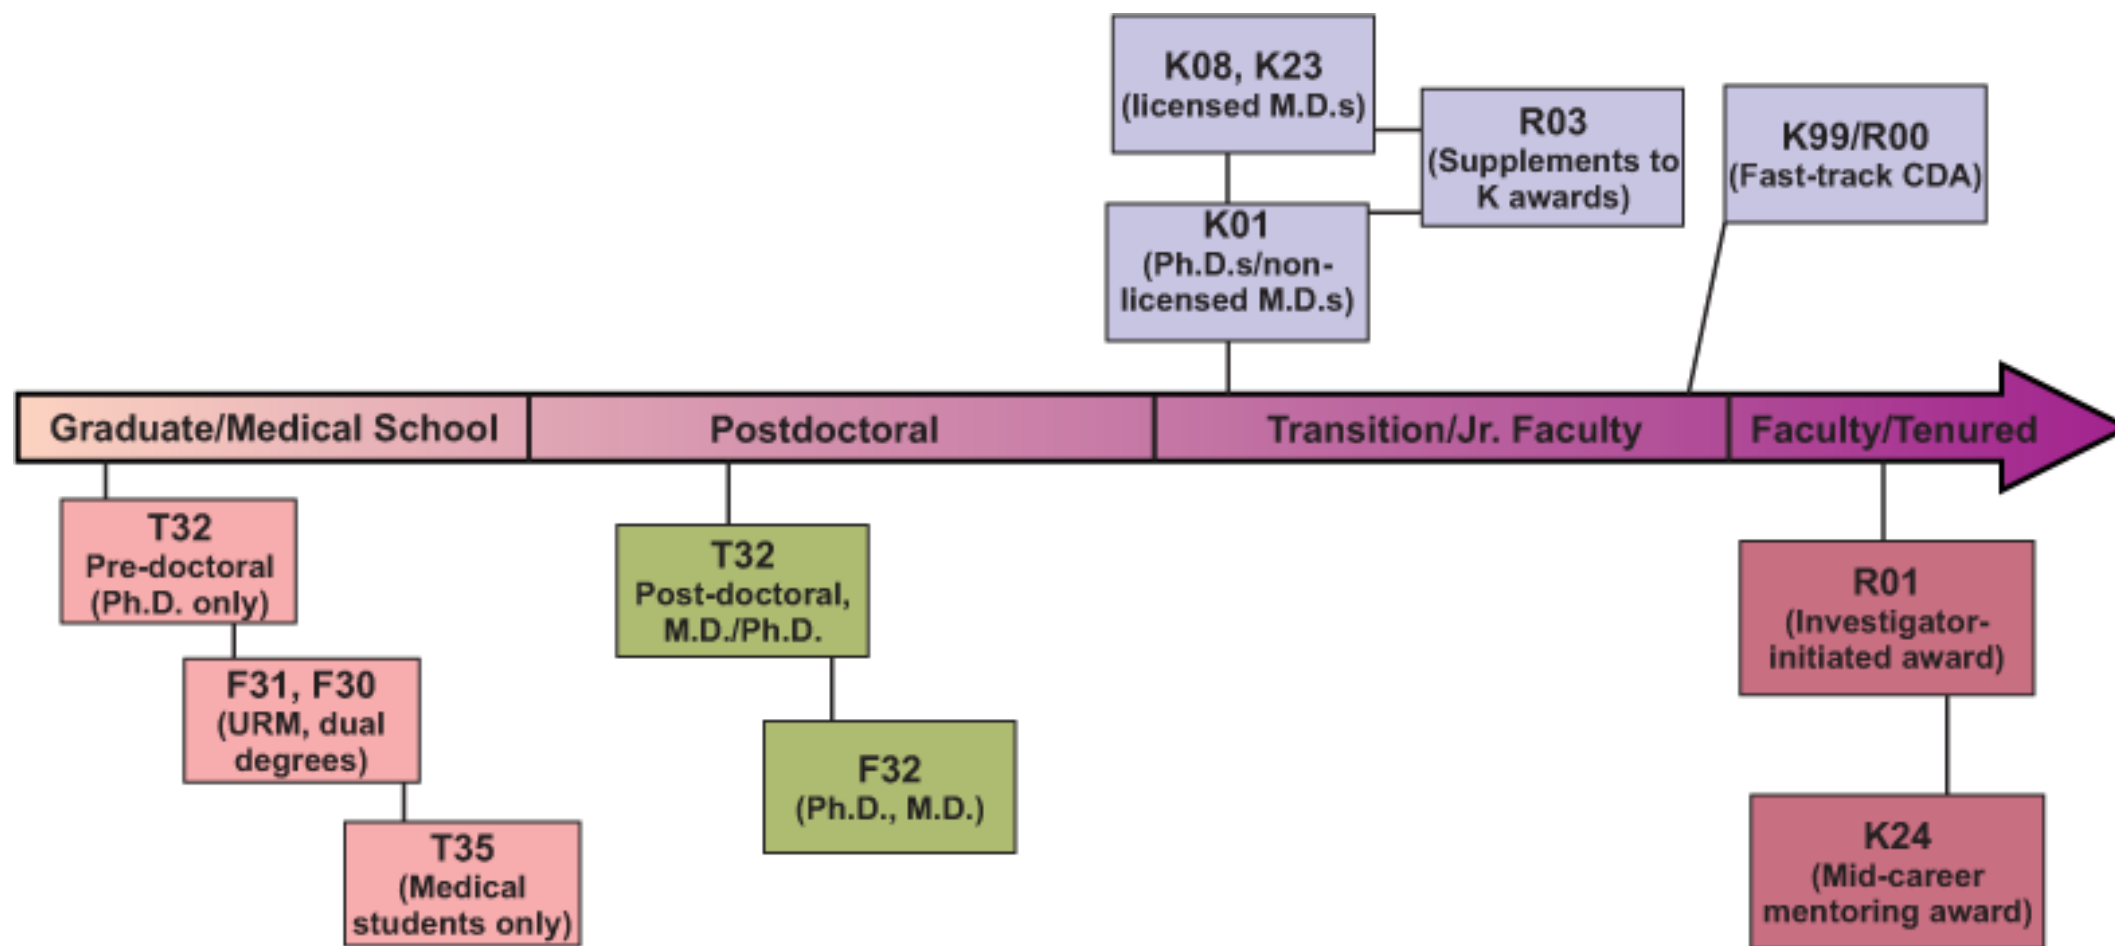 K08, K23
(licensed M.D.s)
R03
(Supplements to
K awards)
K99/R00
(Fast-track CDA)
K01
(Ph.D.s/non-
licensed M.D.s)
Graduate/Medical School
Postdoctoral
Transition/Jr. Faculty
Faculty/Tenured
T32
Pre-doctoral
(Ph.D. only)
F31, F30
(URM, dual
degrees)
T35
(Medical
students only)
T32
Post-doctoral,
M.D./Ph.D.
F32
(Ph.D., M.D.)
R01
(Investigator-
initiated award)
K24
(Mid-career
mentoring award)